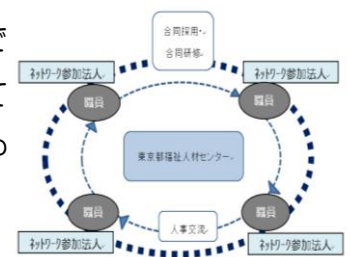 合同採用・
合同研修
ネットワーク参加法人
ネットワーク参加法人
職員
職員
東京都福祉人材センター
職員
職員
人事交流
ネットワーク参加法人
ネットワーク参加法人